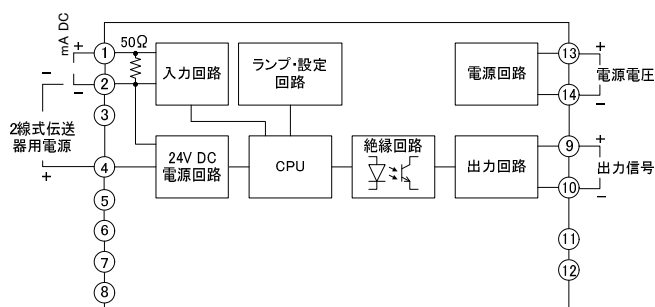 mA DC
+
−
50Ω
1
2
3
4
5
6
7
8
−
2線式伝送
器用電源
+
入力回路
ランプ・設定
回路
24V DC
電源回路
CPU
絶縁回路
電源回路
出力回路
13
14
+
電源電圧
−
9
10
+
出力信号
−
11
12